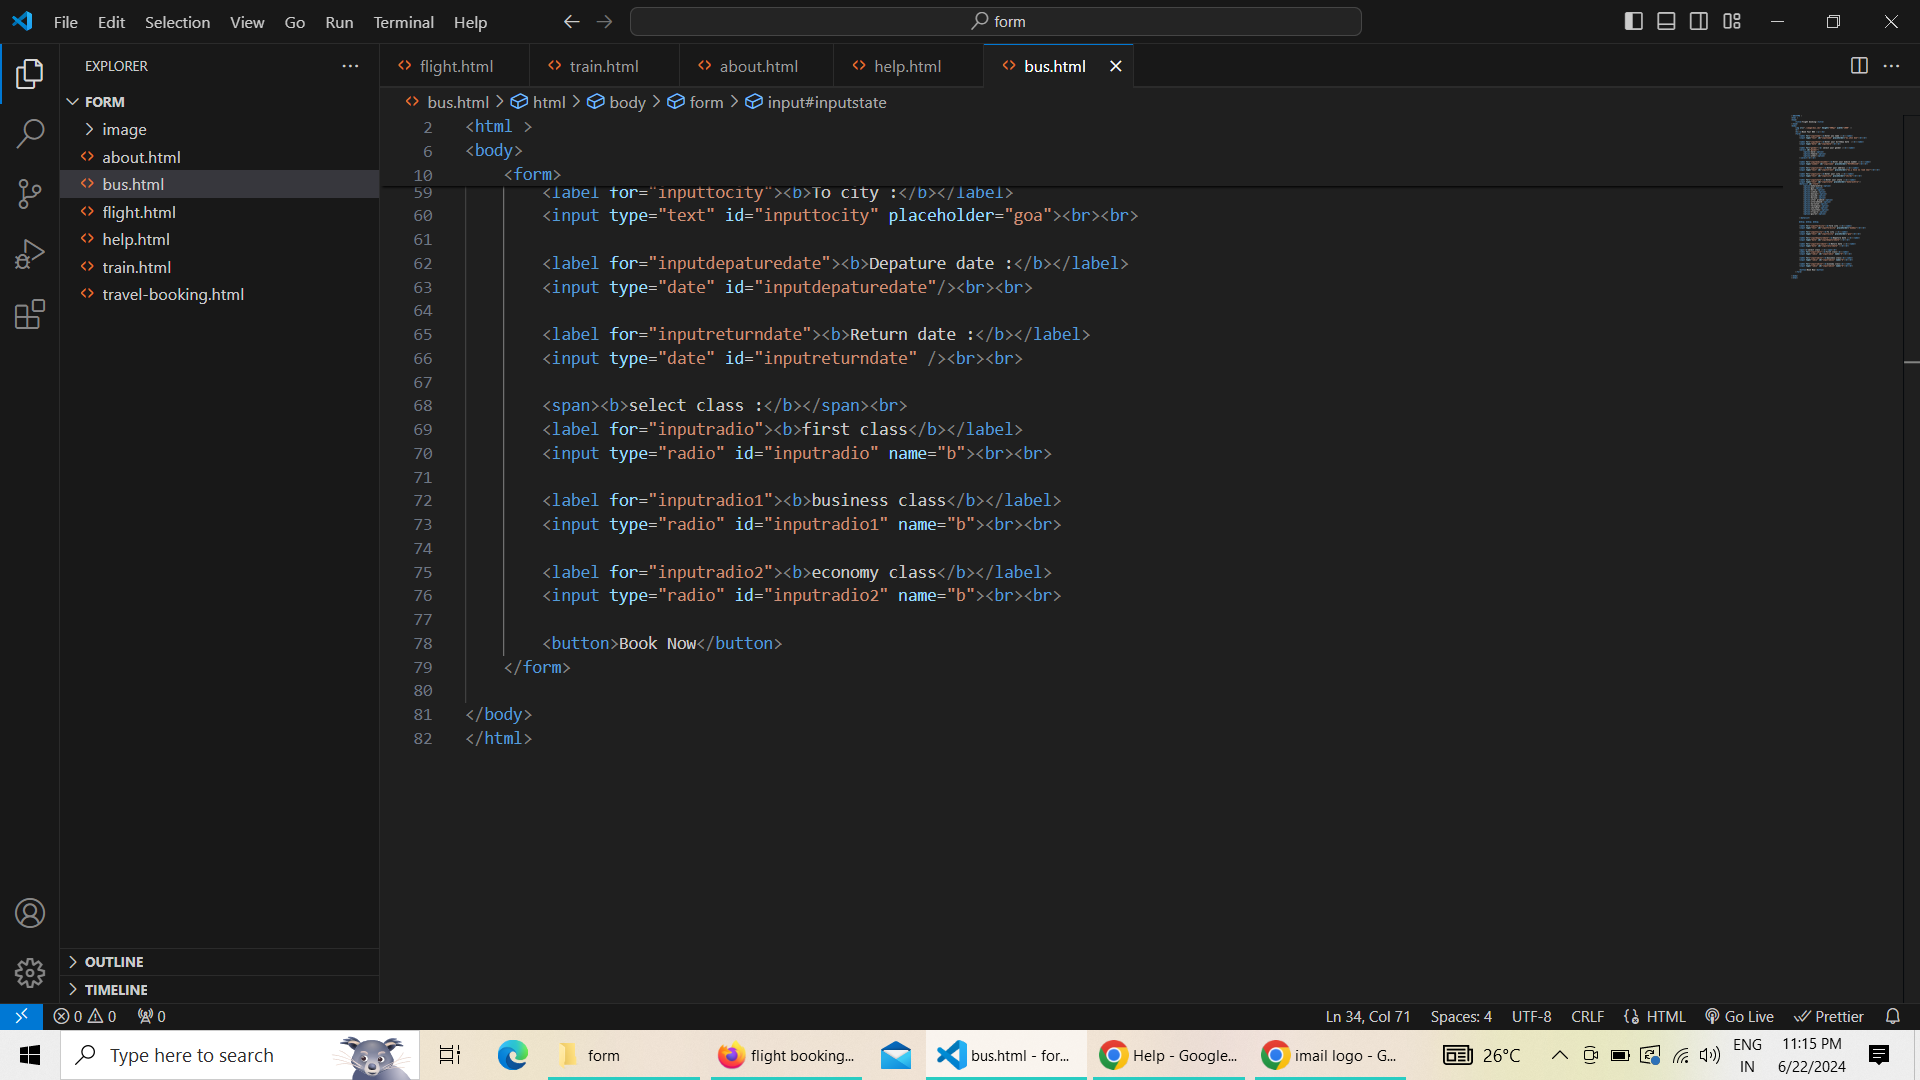 File Edit Selection View Go Run Terminal Help
form
EXPLORER
FORM
image
about.html
bus.html
flight.html
help.html
train.html
travel-booking.html
OUTLINE
TIMELINE
flight.html train.html about.html help.html bus.html
bus.html > html > body > form > input#inputstate
2 <html >
6 <body>
10 <form>
59 <label for="inputtocity"><b>To city :</b></label>
60 <input type="text" id="inputtocity" placeholder="goa"><br><br>
61
62 <label for="inputdepaturedate"><b>Depature date :</b></label>
63 <input type="date" id="inputdepaturedate"/><br><br>
64
65 <label for="inputreturndate"><b>Return date :</b></label>
66 <input type="date" id="inputreturndate" /><br><br>
67
68 <span><b>select class :</b></span><br>
69 <label for="inputradio"><b>first class</b></label>
70 <input type="radio" id="inputradio" name="b"><br><br>
71
72 <label for="inputradio1"><b>business class</b></label>
73 <input type="radio" id="inputradio1" name="b"><br><br>
74
75 <label for="inputradio2"><b>economy class</b></label>
76 <input type="radio" id="inputradio2" name="b"><br><br>
77
78 <button>Book Now</button>
79 </form>
80
81 </body>
82 </html>
0 0 0
Ln 34, Col 71 Spaces: 4 UTF-8 CRLF HTML Go Live Prettier
Type here to search
form
flight booking...
bus.html - for...
Help - Google...
imail logo - G...
26°C
ENG
IN
11:15 PM
6/22/2024